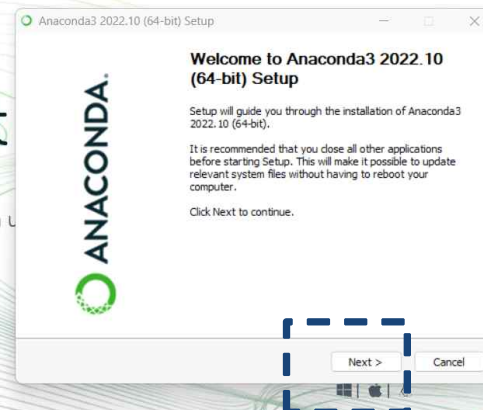 Anaconda3 2022.10 (64-bit) Setup
ANACONDA.
Welcome to Anaconda3 2022.10
(64-bit) Setup
Setup will guide you through the installation of Anaconda3
2022.10 (64-bit).
It is recommended that you close all other applications
before starting Setup. This will make it possible to update
relevant system files without having to reboot your
computer.
Click Next to continue.
Next >
Cancel